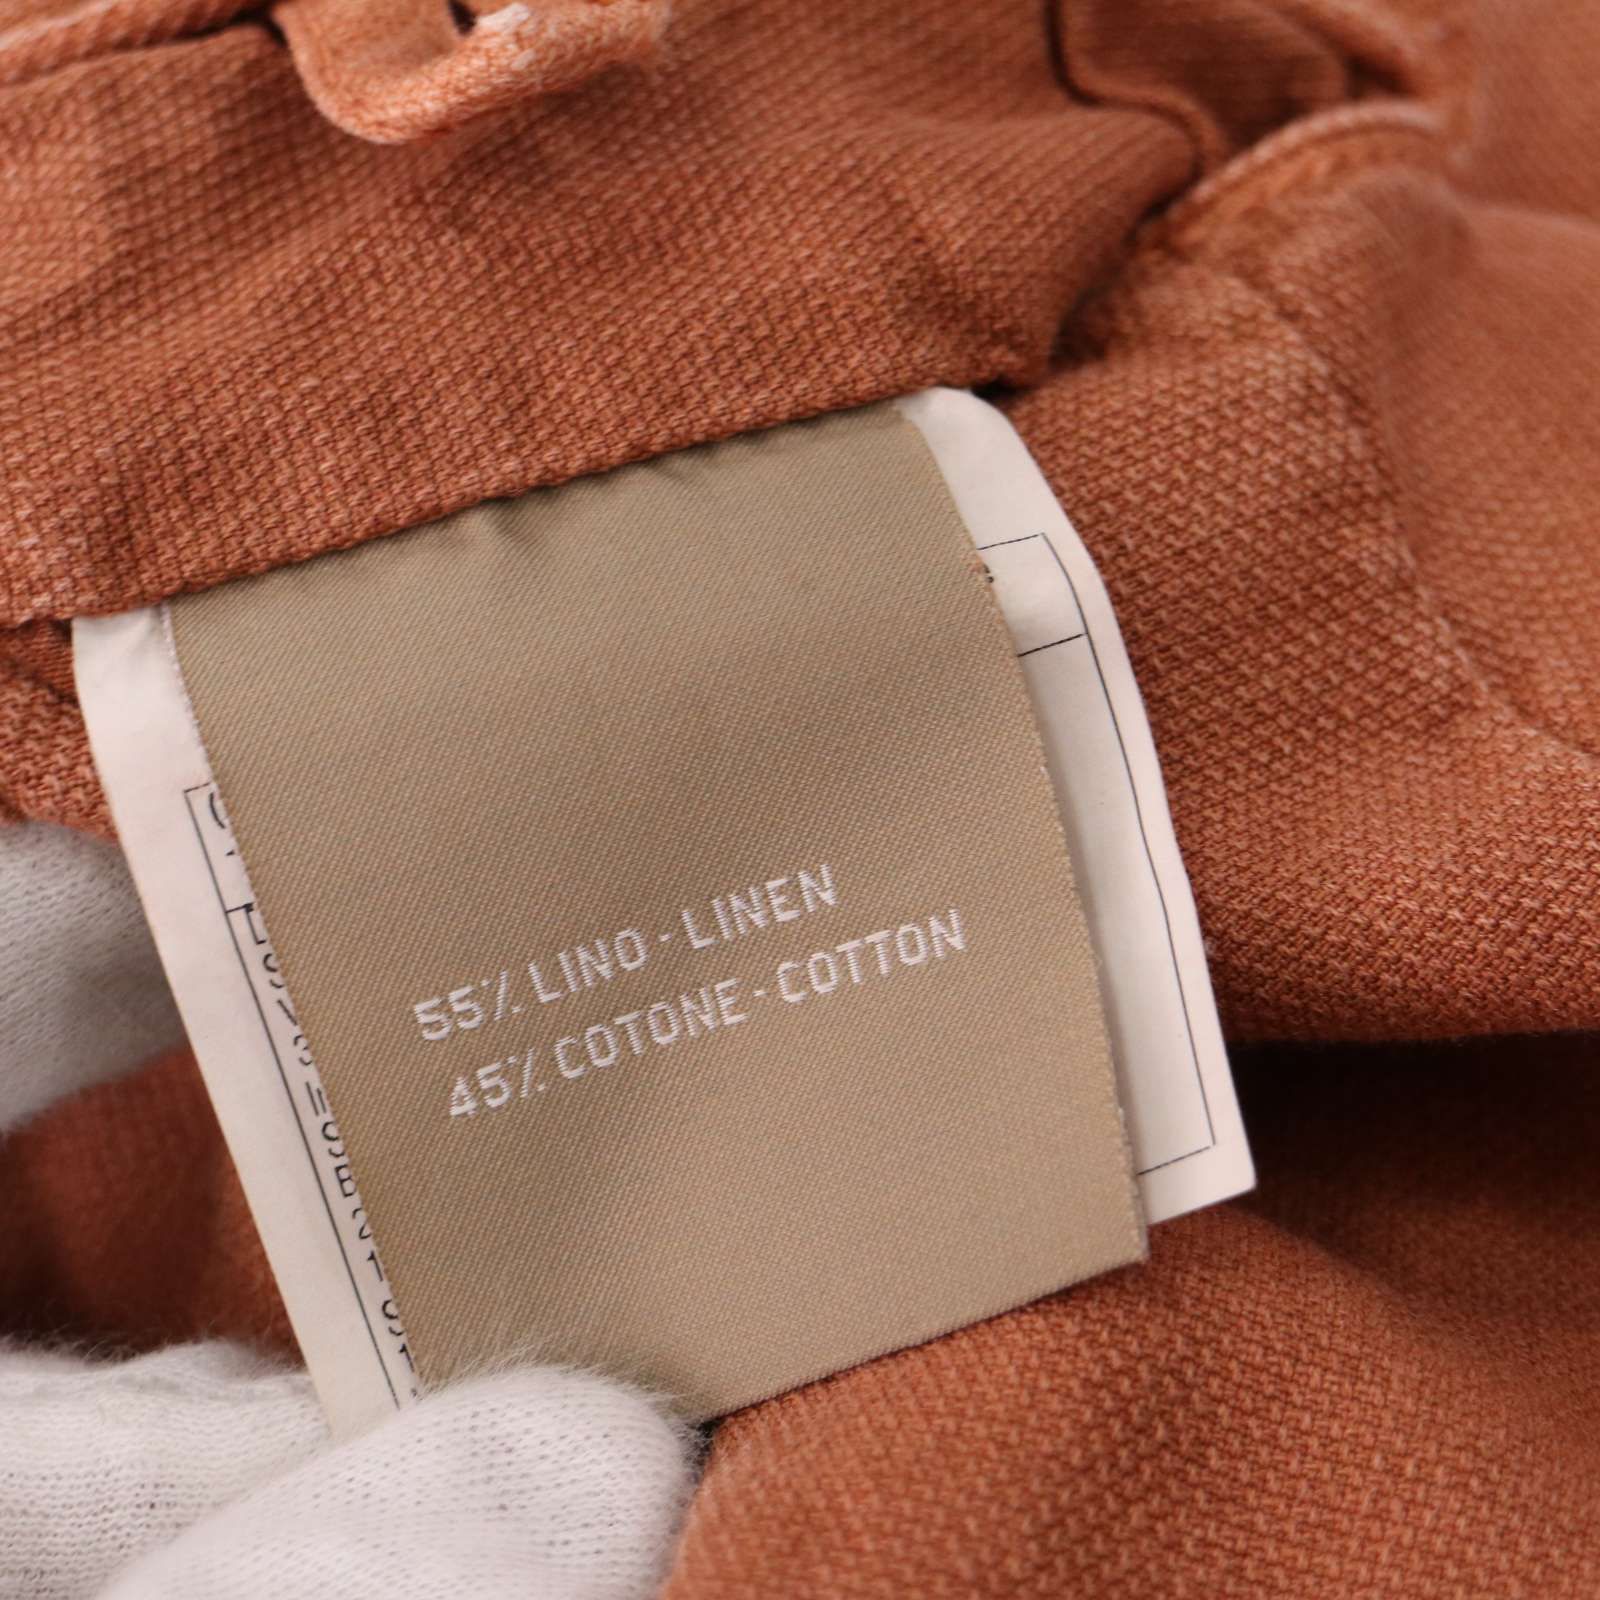 55% LINO - LINEN
45% COTONE - COTTON